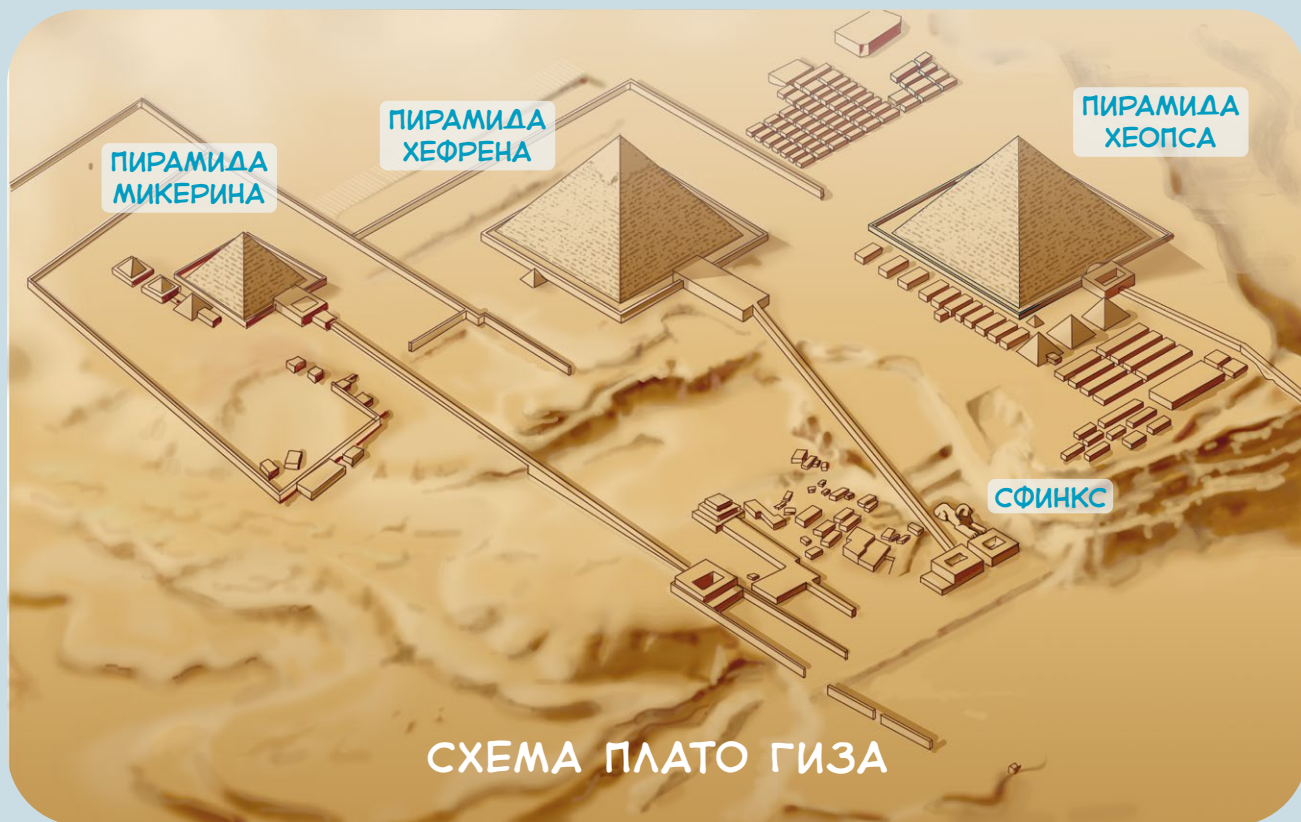 ПИРАМИДА
МИКЕРИНА
ПИРАМИДА
ХЕФРЕНА
ПИРАМИДА
ХЕОПСА
СФИНКС
СХЕМА ПЛАТО ГИЗА